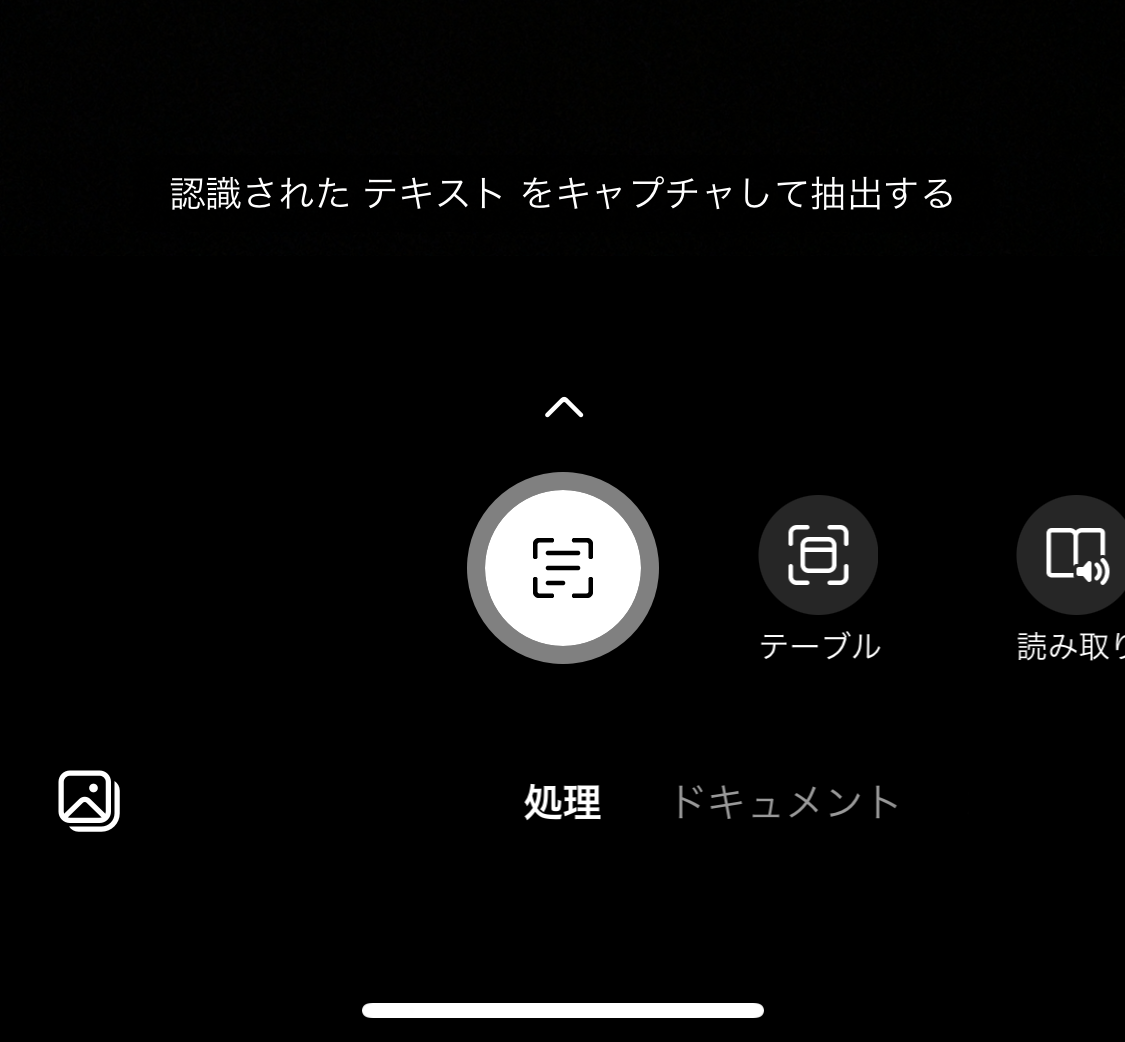 認識された テキスト をキャプチャして抽出する
テーブル
読み取り
処理
ドキュメント